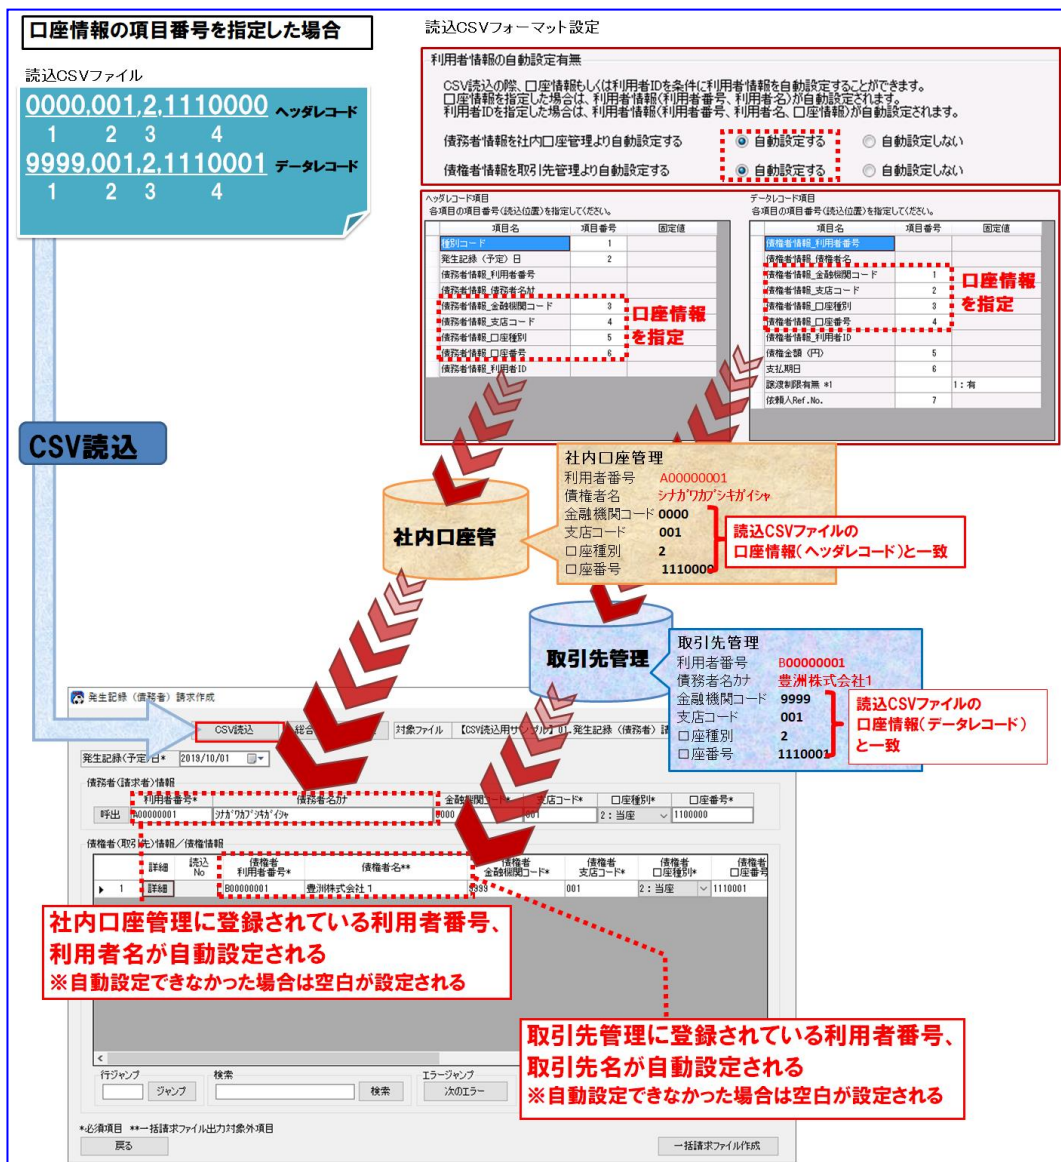 口座情報の項目番号を指定した場合
読込CSVファイル
0000,001,2,1110000 ヘッダレコード
1 2 3 4
9999,001,2,1110001 データレコード
1 2 3 4
CSV読込
読込CSVフォーマット設定
利用者情報の自動設定有無
CSV読込の際、口座情報もしくは利用者IDを条件に利用者情報を自動設定することができます。
口座情報を指定した場合は、利用者情報(利用者番号、利用者名)が自動設定されます。
利用者IDを指定した場合は、利用者情報(利用者番号、利用者名、口座情報)が自動設定されます。
債務者情報を社内口座管理より自動設定する 自動設定する 自動設定しない
債権者情報を取引先管理より自動設定する 自動設定する 自動設定しない
ヘッダレコード項目
各項目の項目番号(読込位置)を指定してください。
項目名 項目番号 固定値
種別コード 1
発生記録(予定)日 2
債務者情報_利用者番号
債務者情報_債務者名カナ
債務者情報_金融機関コード 3
債務者情報_支店コード 4
債務者情報_口座種別 5
債務者情報_口座番号 6
債務者情報_利用者ID
口座情報
を指定
データレコード項目
各項目の項目番号(読込位置)を指定してください。
項目名 項目番号 固定値
債権者情報_利用者番号
債権者情報_債権者名
債権者情報_金融機関コード 1
債権者情報_支店コード 2
債権者情報_口座種別 3
債権者情報_口座番号 4
債権者情報_利用者ID
債権金額(円) 5
支払期日 6
譲渡制限有無 *1 1:有
依頼人Ref.No. 7
口座情報
を指定
社内口座管
社内口座管理
利用者番号 A00000001
債権者名 シナガワカブシキガイシャ
金融機関コード 0000
支店コード 001
口座種別 2
口座番号 1110000
読込CSVファイルの
口座情報(ヘッダレコード)と一致
取引先管理
取引先管理
利用者番号 B00000001
債務者名カナ 豊洲株式会社1
金融機関コード 9999
支店コード 001
口座種別 2
口座番号 1110001
読込CSVファイルの
口座情報(データレコード)
と一致
発生記録(債務者)請求作成
CSV読込 総合 対象ファイル 【CSV読込用サンプル】01_発生記録(債務者)請
発生記録(予定)日* 2019/10/01
債務者(請求者)情報
利用者番号* 債務者名カナ 金融機関コード* 支店コード* 口座種別* 口座番号*
呼出 A00000001 シナガワカブシキガイシャ 0000 001 2:当座 1100000
債権者(取引先)情報/債権情報
詳細 読込No 債権者利用者番号* 債権者名** 債権者金融機関コード* 債権者支店コード* 債権者口座種別* 債権者口座番号
1 詳細 B00000001 豊洲株式会社1 9999 001 2:当座 1110001
社内口座管理に登録されている利用者番号、
利用者名が自動設定される
※自動設定できなかった場合は空白が設定される
取引先管理に登録されている利用者番号、
取引先名が自動設定される
※自動設定できなかった場合は空白が設定される
行ジャンプ 検索 エラージャンプ
ジャンプ 検索 次のエラー
*必須項目 **一括請求ファイル出力対象外項目
戻る 一括請求ファイル作成